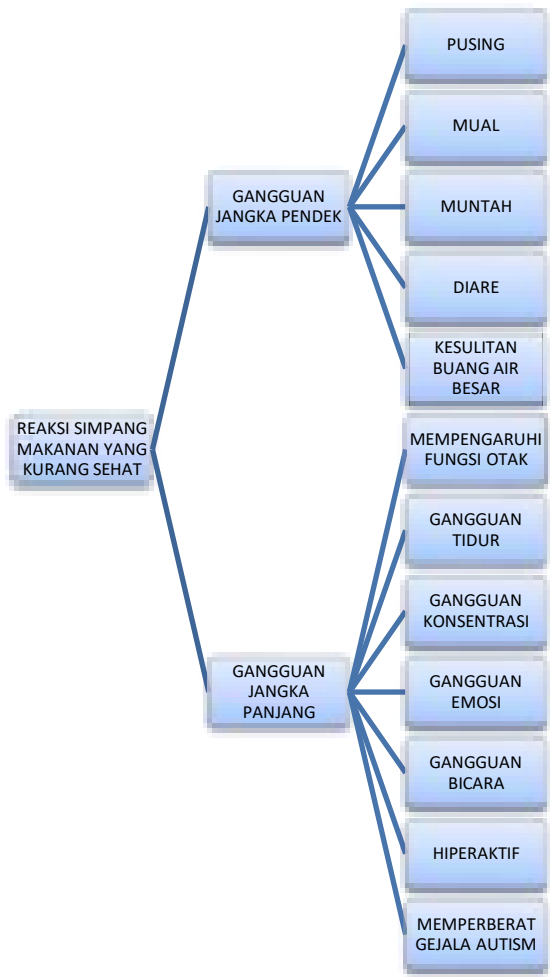 REAKSI SIMPANG
MAKANAN YANG
KURANG SEHAT
GANGGUAN
JANGKA PENDEK
PUSING
MUAL
MUNTAH
DIARE
KESULITAN
BUANG AIR
BESAR
GANGGUAN
JANGKA
PANJANG
MEMPENGARUHI
FUNGSI OTAK
GANGGUAN
TIDUR
GANGGUAN
KONSENTRASI
GANGGUAN
EMOSI
GANGGUAN
BICARA
HIPERAKTIF
MEMPERBERAT
GEJALA AUTISM